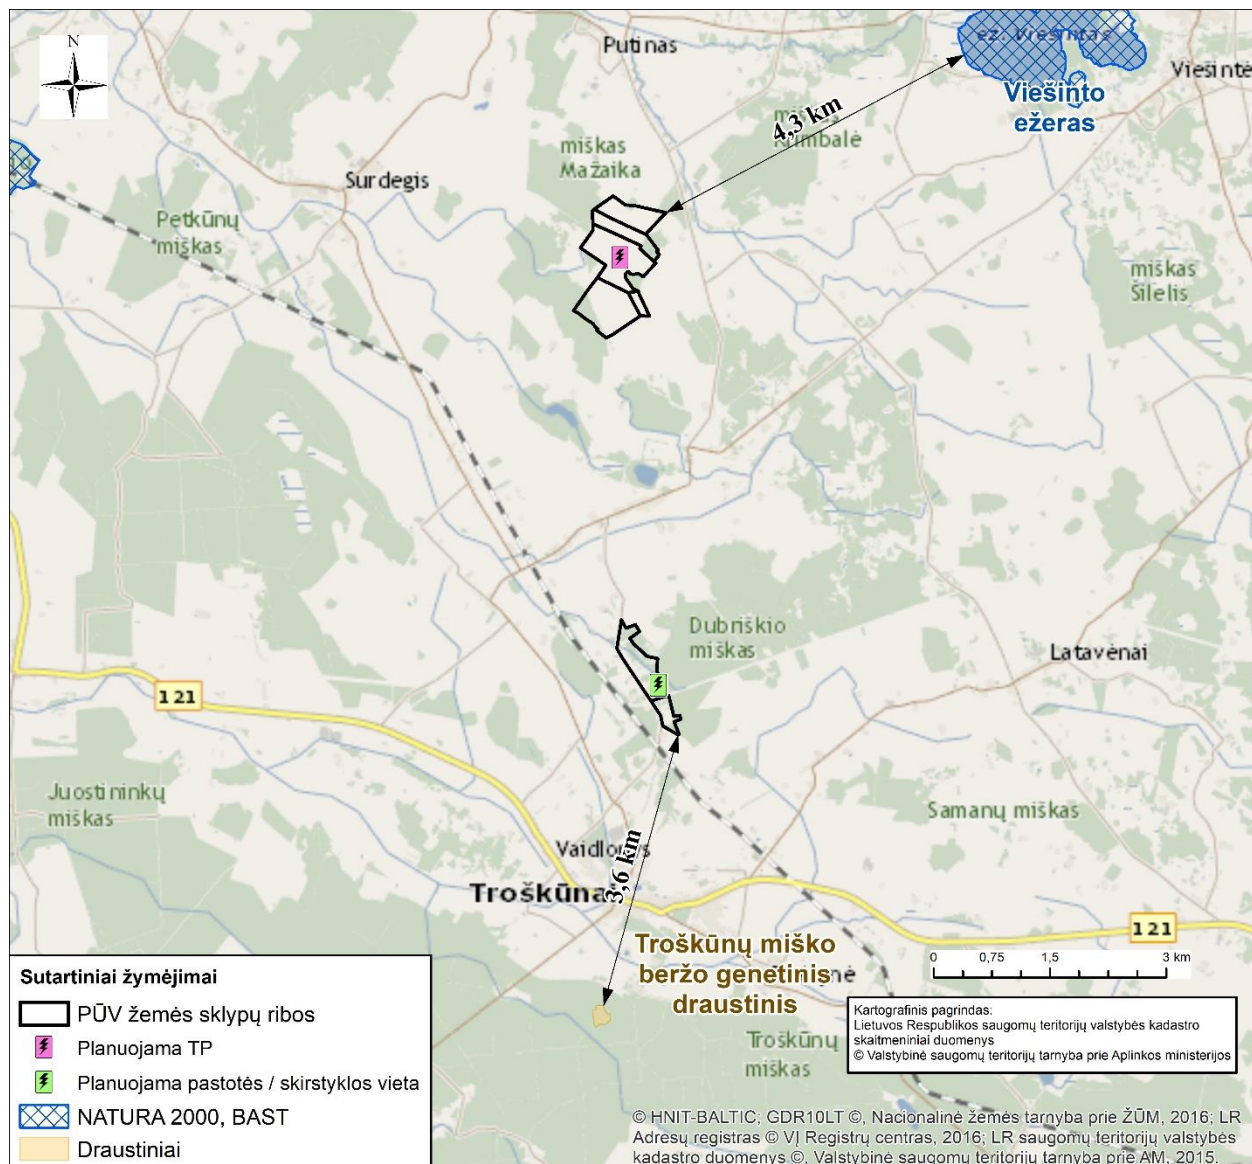 N
Putinas
ež. Viešintas
Viešintė
Viešinto
ežeras
4,3 km
miškas
Mažaika
Surdegis
Petkūnų
miškas
miškas
Šilelis
Dubriškio
miškas
Latavėnai
121
Juostininkų
miškas
Samanų miškas
3,6 km
Troškūnų miško
beržo genetinis
draustinis
121
0 0,75 1,5 3 km
Troškūnų
miškas
Sutartiniai žymėjimai
PŪV žemės sklypų ribos
Planuojama TP
Planuojama pastotės / skirstyklos vieta
NATURA 2000, BAST
Draustiniai
Kartografinis pagrindas:
Lietuvos Respublikos saugomų teritorijų valstybės kadastro
skaitmeniniai duomenys
© Valstybinė saugomų teritorijų tarnyba prie Aplinkos ministerijos
© HNIT-BALTIC; GDR10LT ©, Nacionalinė žemės tarnyba prie ŽŪM, 2016; LR
Adresų registras © VĮ Registrų centras, 2016; LR saugomų teritorijų valstybės
kadastro duomenys ©, Valstybinė saugomų teritorijų tarnyba prie AM, 2015.